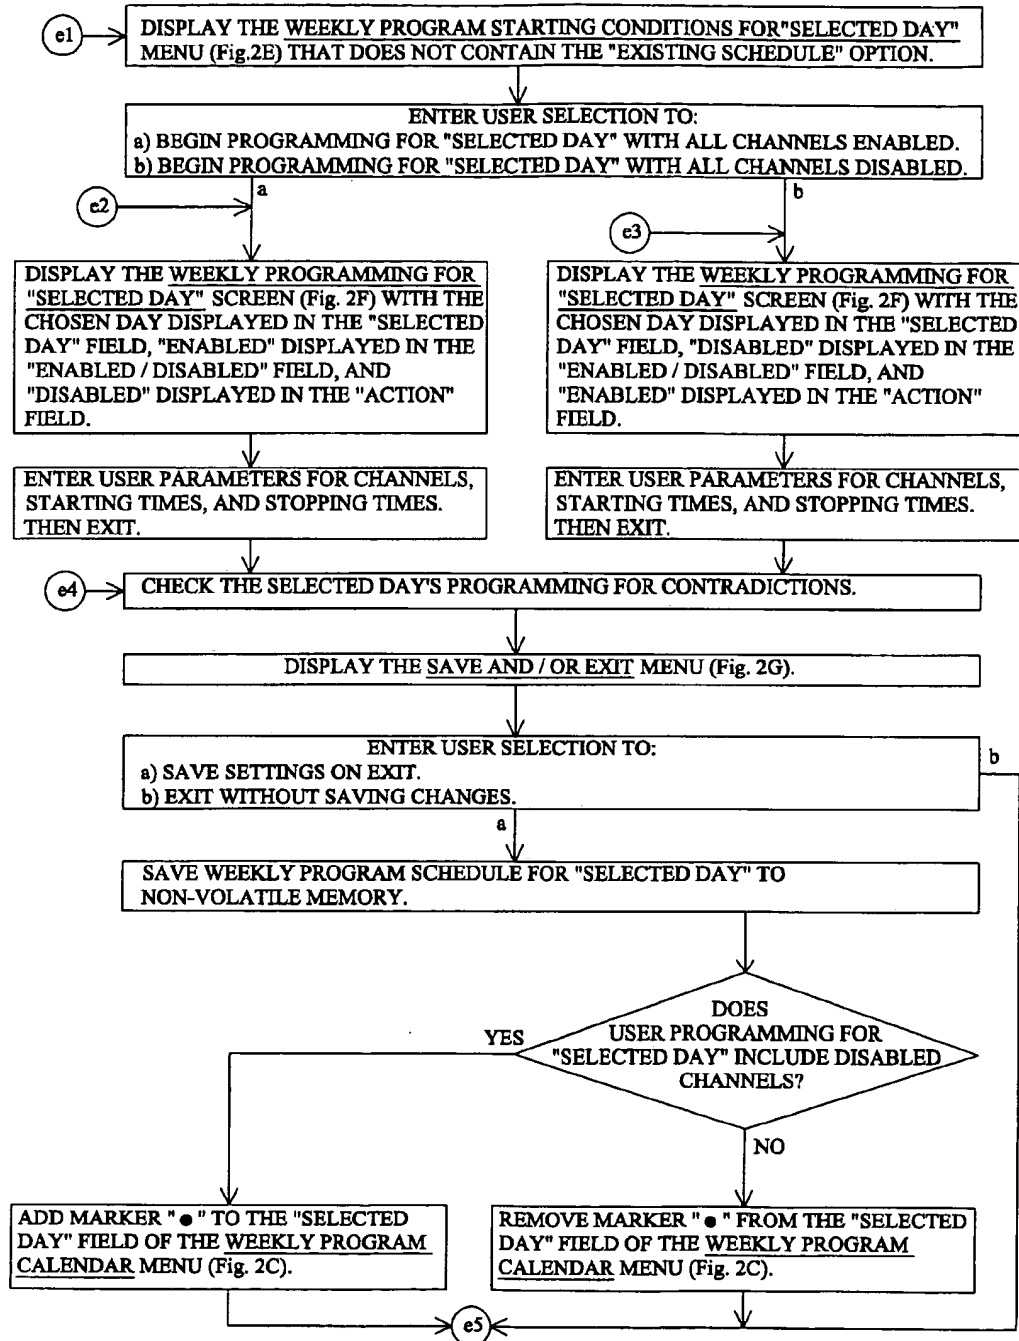 e1
DISPLAY THE WEEKLY PROGRAM STARTING CONDITIONS FOR"SELECTED DAY"
MENU (Fig.2E) THAT DOES NOT CONTAIN THE "EXISTING SCHEDULE" OPTION.
ENTER USER SELECTION TO:
a) BEGIN PROGRAMMING FOR "SELECTED DAY" WITH ALL CHANNELS ENABLED.
b) BEGIN PROGRAMMING FOR "SELECTED DAY" WITH ALL CHANNELS DISABLED.
a
b
e2
e3
DISPLAY THE WEEKLY PROGRAMMING FOR
"SELECTED DAY" SCREEN (Fig. 2F) WITH THE
CHOSEN DAY DISPLAYED IN THE "SELECTED
DAY" FIELD, "ENABLED" DISPLAYED IN THE
"ENABLED / DISABLED" FIELD, AND
"DISABLED" DISPLAYED IN THE "ACTION"
FIELD.
DISPLAY THE WEEKLY PROGRAMMING FOR
"SELECTED DAY" SCREEN (Fig. 2F) WITH THE
CHOSEN DAY DISPLAYED IN THE "SELECTED
DAY" FIELD, "DISABLED" DISPLAYED IN THE
"ENABLED / DISABLED" FIELD, AND
"ENABLED" DISPLAYED IN THE "ACTION"
FIELD.
ENTER USER PARAMETERS FOR CHANNELS,
STARTING TIMES, AND STOPPING TIMES.
THEN EXIT.
ENTER USER PARAMETERS FOR CHANNELS,
STARTING TIMES, AND STOPPING TIMES.
THEN EXIT.
e4
CHECK THE SELECTED DAY'S PROGRAMMING FOR CONTRADICTIONS.
DISPLAY THE SAVE AND / OR EXIT MENU (Fig. 2G).
ENTER USER SELECTION TO:
a) SAVE SETTINGS ON EXIT.
b) EXIT WITHOUT SAVING CHANGES.
b
a
SAVE WEEKLY PROGRAM SCHEDULE FOR "SELECTED DAY" TO
NON-VOLATILE MEMORY.
DOES
USER PROGRAMMING FOR
"SELECTED DAY" INCLUDE DISABLED
CHANNELS?
YES
NO
ADD MARKER "●" TO THE "SELECTED
DAY" FIELD OF THE WEEKLY PROGRAM
CALENDAR MENU (Fig. 2C).
REMOVE MARKER "●" FROM THE "SELECTED
DAY" FIELD OF THE WEEKLY PROGRAM
CALENDAR MENU (Fig. 2C).
e5